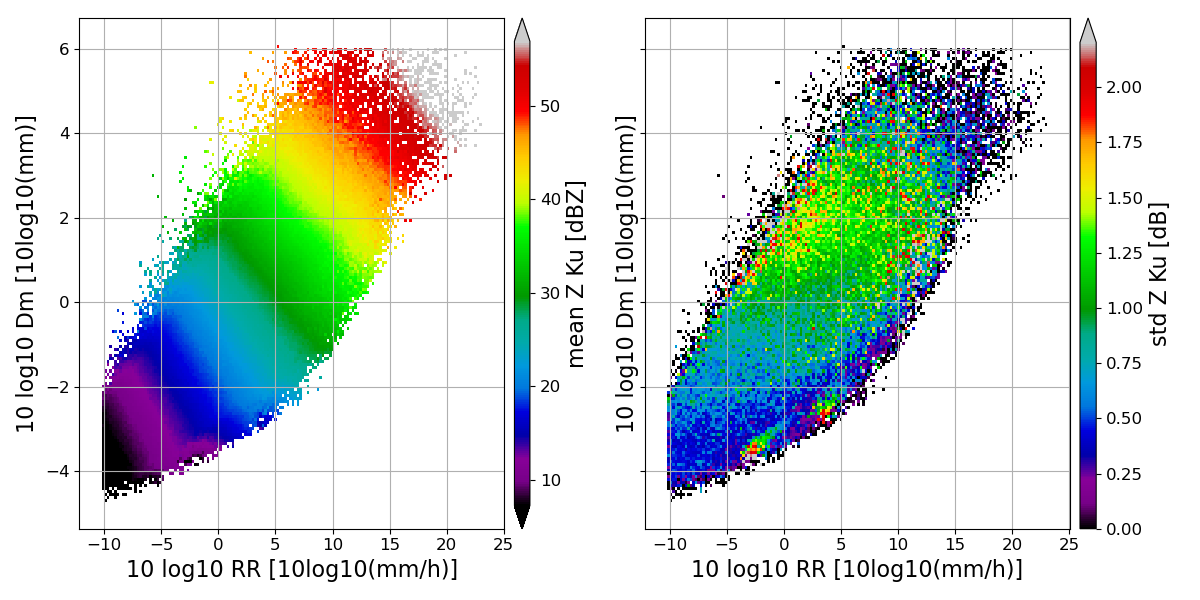 6
4
2
0
−2
−4
10 log10 Dm [10log10(mm)]
−10 −5 0 5 10 15 20 25
10 log10 RR [10log10(mm/h)]
50
40
30
20
10
mean Z Ku [dBZ]
10 log10 Dm [10log10(mm)]
−10 −5 0 5 10 15 20 25
10 log10 RR [10log10(mm/h)]
2.00
1.75
1.50
1.25
1.00
0.75
0.50
0.25
0.00
std Z Ku [dB]